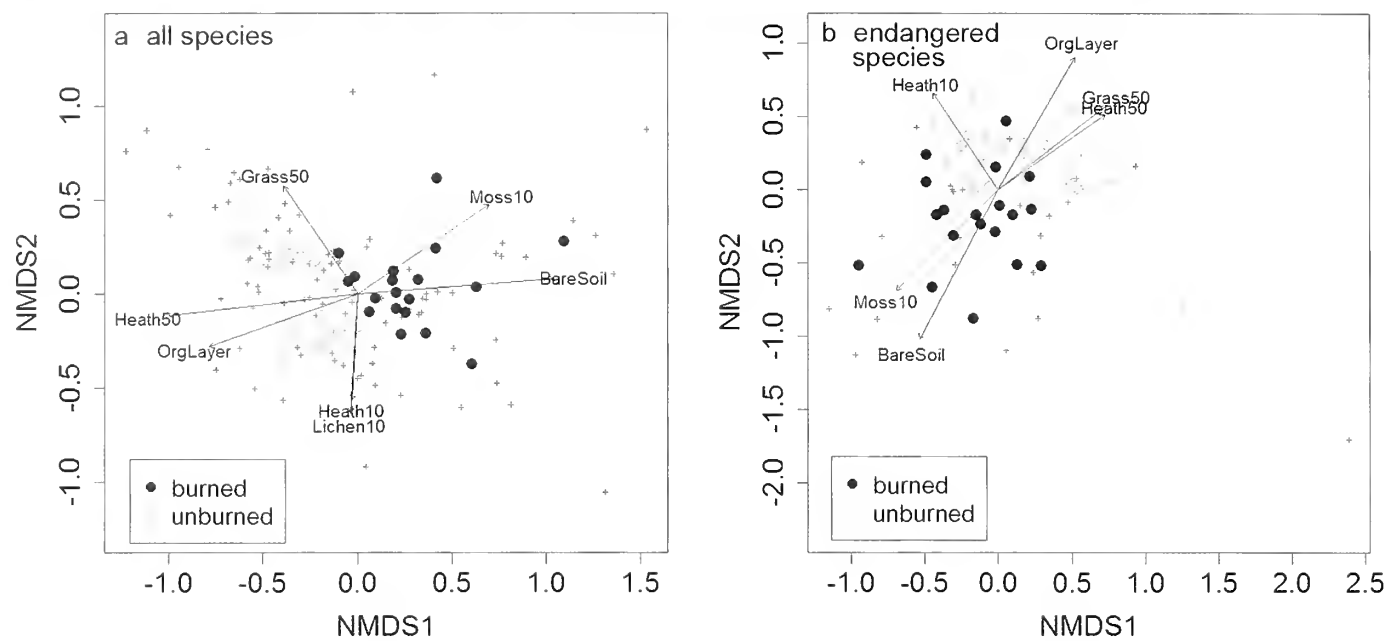 a all species
1.0
0.5
0.0
-0.5
-1.0
NMDS2
Grass50
Moss10
BareSoil
Heath50
OrgLayer
Heath10
Lichen10
burned
unburned
-1.0 -0.5 0.0 0.5 1.0 1.5
NMDS1
b endangered
species
1.0
0.5
0.0
-0.5
-1.0
-1.5
-2.0
NMDS2
OrgLayer
Heath10
Grass50
Heath50
Moss10
BareSoil
burned
unburned
-1.0 -0.5 0.0 0.5 1.0 1.5 2.0 2.5
NMDS1